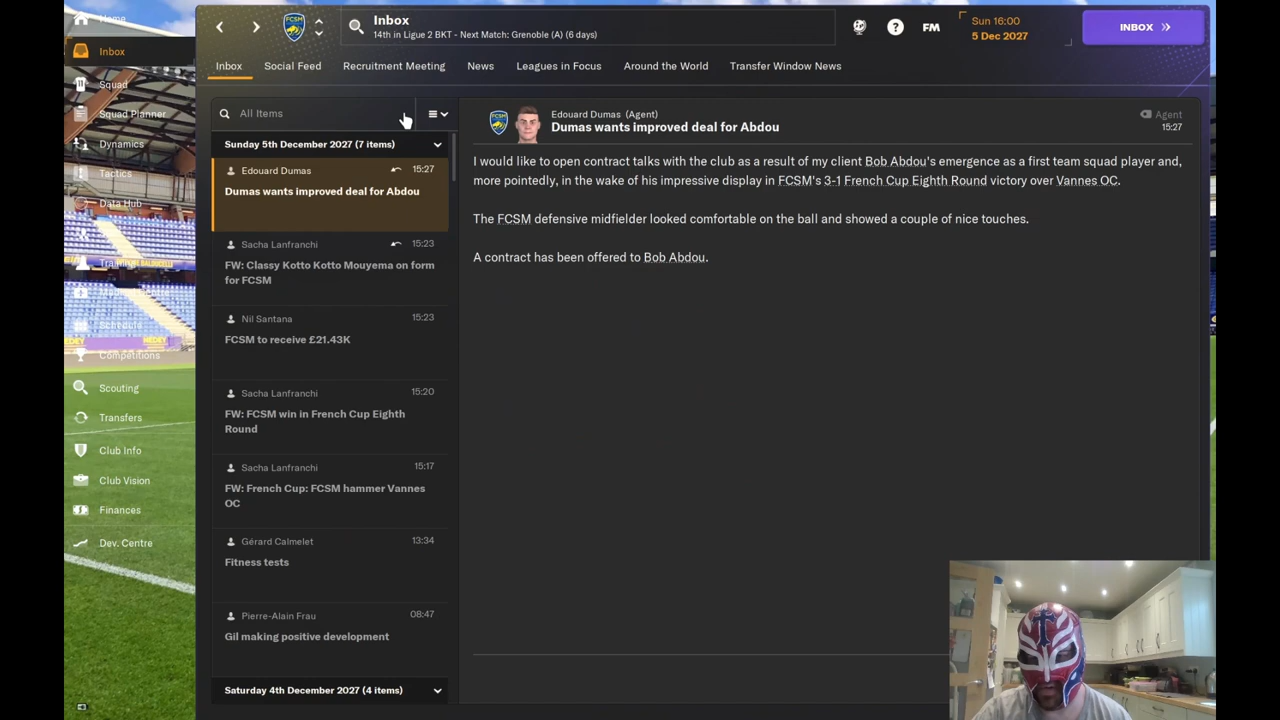 Home
Inbox
Squad
Squad Planner
Dynamics
Tactics
Data Hub
Schedule
Competitions
Scouting
Transfers
Club Info
Club Vision
Finances
Dev. Centre
FCSM
Inbox
14th in Ligue 2 BKT - Next Match: Grenoble (A) (6 days)
?
FM
Sun 16:00
5 Dec 2027
INBOX
Inbox
Social Feed
Recruitment Meeting
News
Leagues in Focus
Around the World
Transfer Window News
All Items
Sunday 5th December 2027 (7 items)
Edouard Dumas 15:27
Dumas wants improved deal for Abdou
Sacha Lanfranchi 15:23
FW: Classy Kotto Kotto Mouyema on form
for FCSM
Nil Santana 15:23
FCSM to receive £21.43K
Sacha Lanfranchi 15:20
FW: FCSM win in French Cup Eighth
Round
Sacha Lanfranchi 15:17
FW: French Cup: FCSM hammer Vannes
OC
Gérard Calmelet 13:34
Fitness tests
Pierre-Alain Frau 08:47
Gil making positive development
Saturday 4th December 2027 (4 items)
Edouard Dumas (Agent)
Dumas wants improved deal for Abdou
Agent
15:27
I would like to open contract talks with the club as a result of my client Bob Abdou's emergence as a first team squad player and,
more pointedly, in the wake of his impressive display in FCSM's 3-1 French Cup Eighth Round victory over Vannes OC.
The FCSM defensive midfielder looked comfortable on the ball and showed a couple of nice touches.
A contract has been offered to Bob Abdou.